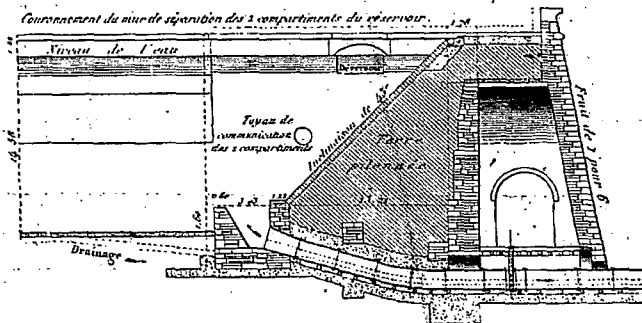 Couronnement du mur de séparation des 2 compartiments du réservoir.
Niveau de l'eau
Déversoir
Tuyau de
communication
des 2 compartiments
Inclinaison de 45°
Terre
pilonnée
Fruit de 1 pour 6.
Drainage